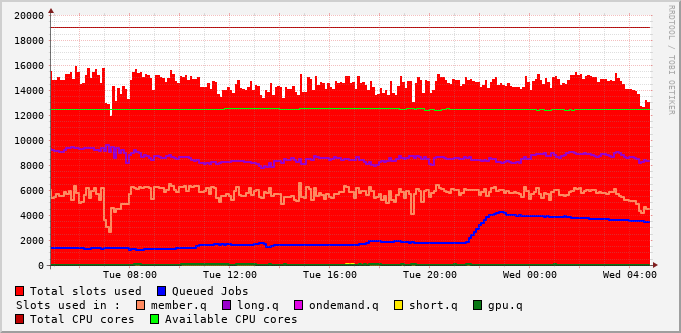 20000
18000
16000
14000
12000
10000
8000
6000
4000
2000
0
Tue 08:00 Tue 12:00 Tue 16:00 Tue 20:00 Wed 00:00 Wed 04:00
Total slots used Queued Jobs
Slots used in : member.q long.q ondemand.q short.q gpu.q
Total CPU cores Available CPU cores
RRDTOOL / TOBI OETIKER